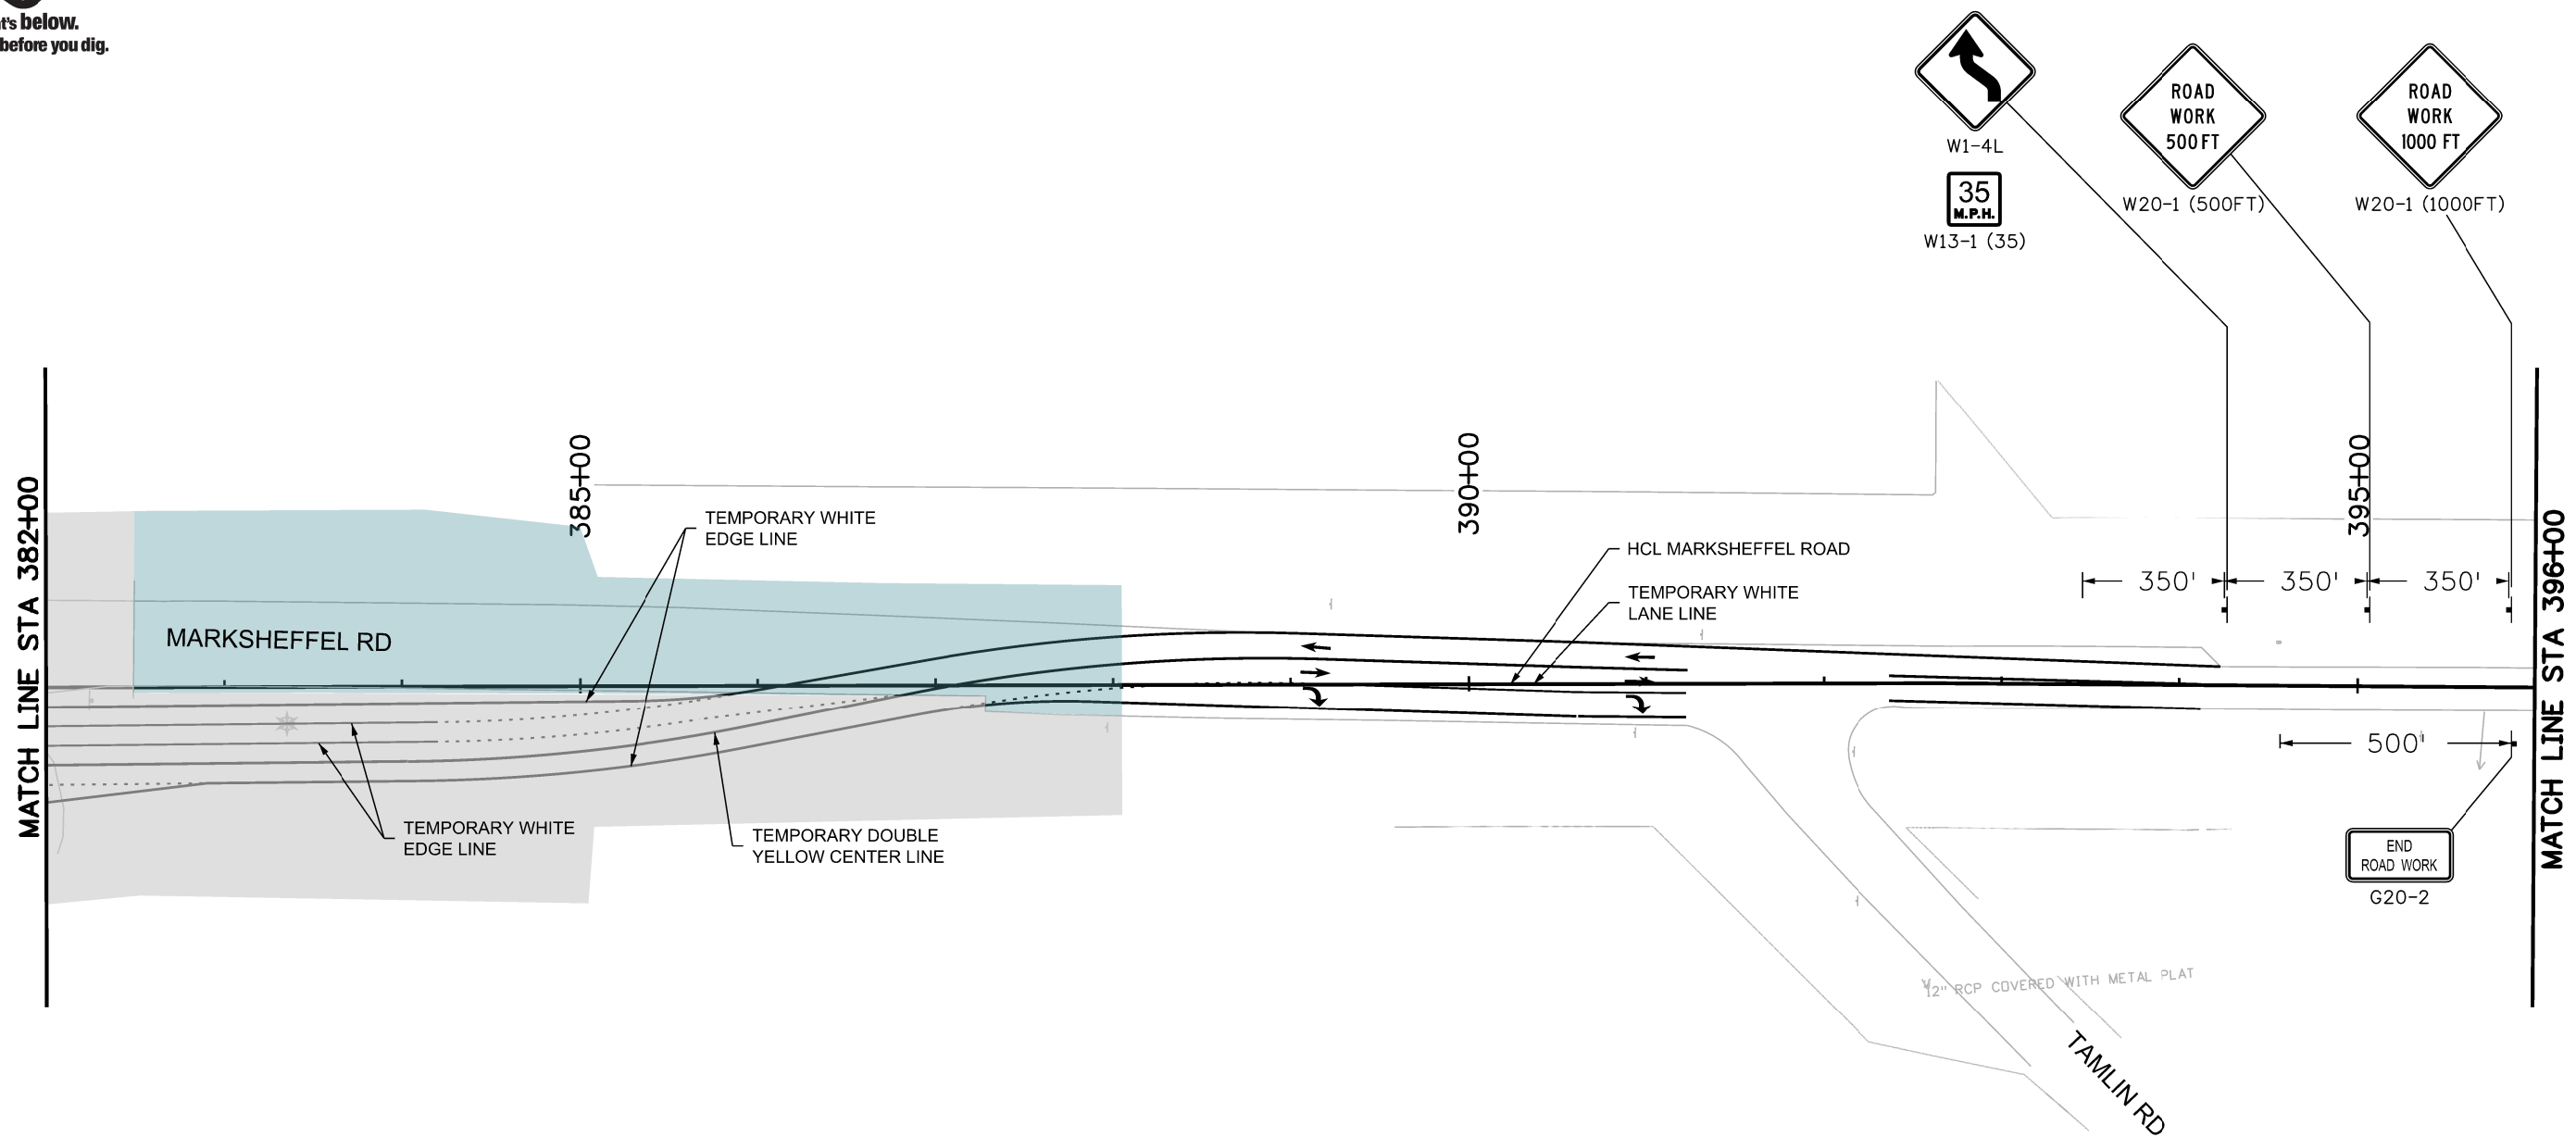 t's below.
before you dig.
W1-4L
35
M.P.H.
W13-1 (35)
ROAD
WORK
500 FT
W20-1 (500FT)
ROAD
WORK
1000 FT
W20-1 (1000FT)
MATCH LINE STA 382+00
385+00
390+00
395+00
MATCH LINE STA 396+00
TEMPORARY WHITE
EDGE LINE
HCL MARKSHEFFEL ROAD
TEMPORARY WHITE
LANE LINE
350'
350'
350'
MARKSHEFFEL RD
500'
TEMPORARY WHITE
EDGE LINE
TEMPORARY DOUBLE
YELLOW CENTER LINE
END
ROAD WORK
G20-2
12" RCP COVERED WITH METAL PLAT
TAMLIN RD